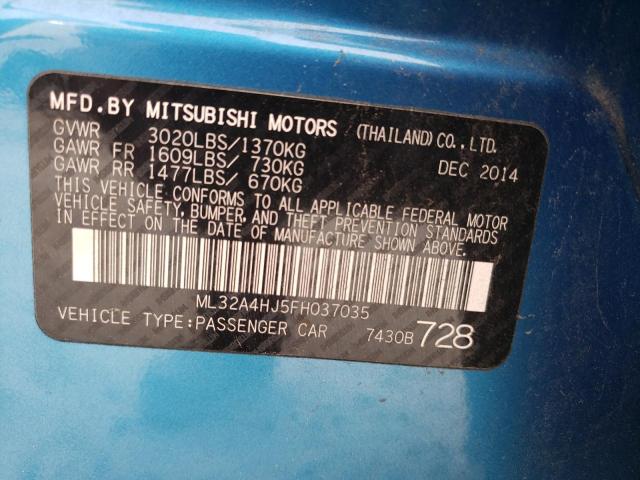 MFD.BY MITSUBISHI MOTORS (THAILAND) CO., LTD.
GVWR 3020LBS/1370KG
GAWR FR 1609LBS/ 730KG
GAWR RR 1477LBS/ 670KG
DEC 2014
THIS VEHICLE CONFORMS TO ALL APPLICABLE FEDERAL MOTOR
VEHICLE SAFETY, BUMPER, AND THEFT PREVENTION STANDARDS
IN EFFECT ON THE DATE OF MANUFACTURE SHOWN ABOVE.
ML32A4HJ5FH037035
VEHICLE TYPE:PASSENGER CAR 7430B 728